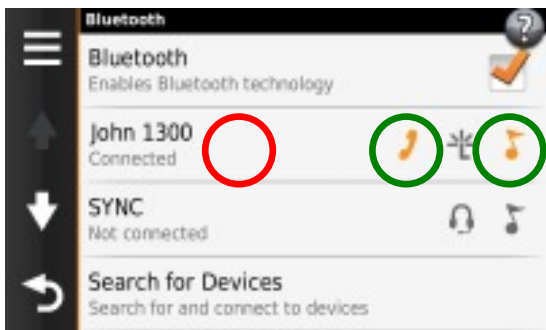 Bluetooth
?
Bluetooth
Enables Bluetooth technology
John 1300
Connected
SYNC
Not connected
Search for Devices
Search for and connect to devices